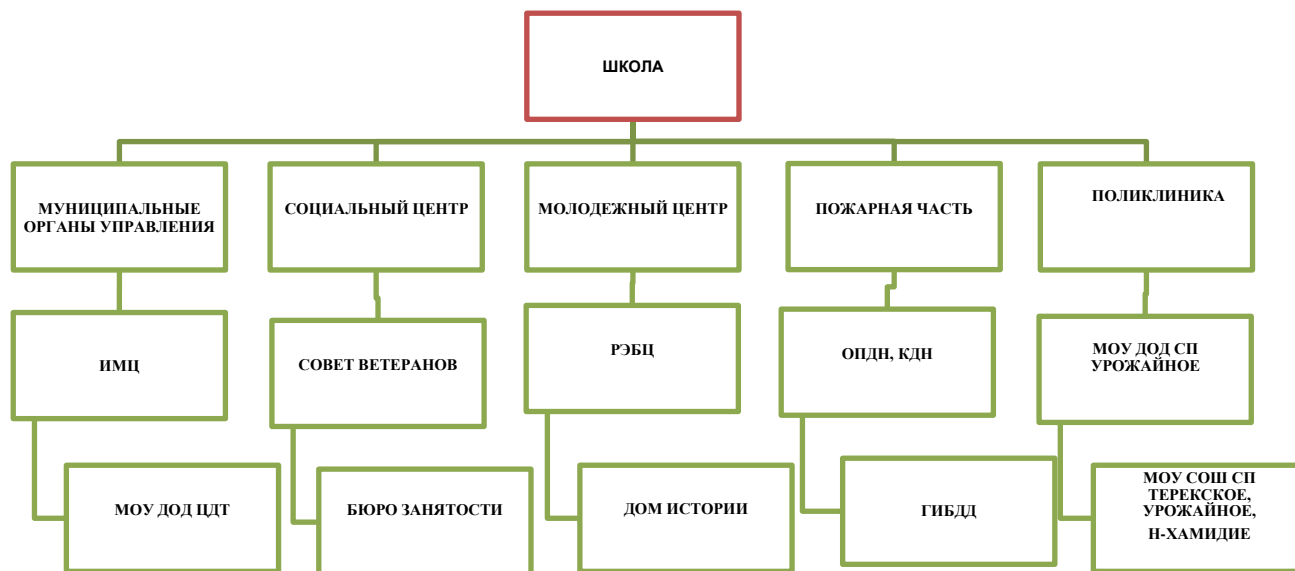 ШКОЛА
МУНИЦИПАЛЬНЫЕ
ОРГАНЫ УПРАВЛЕНИЯ
СОЦИАЛЬНЫЙ ЦЕНТР
МОЛОДЕЖНЫЙ ЦЕНТР
ПОЖАРНАЯ ЧАСТЬ
ПОЛИКЛИНИКА
ИМЦ
СОВЕТ ВЕТЕРАНОВ
РЭБЦ
ОПДН, КДН
МОУ ДОД СП
УРОЖАЙНОЕ
МОУ ДОД ЦДТ
БЮРО ЗАНЯТОСТИ
ДОМ ИСТОРИИ
ГИБДД
МОУ СОШ СП
ТЕРЕКСКОЕ,
УРОЖАЙНОЕ,
Н-ХАМИДИЕ